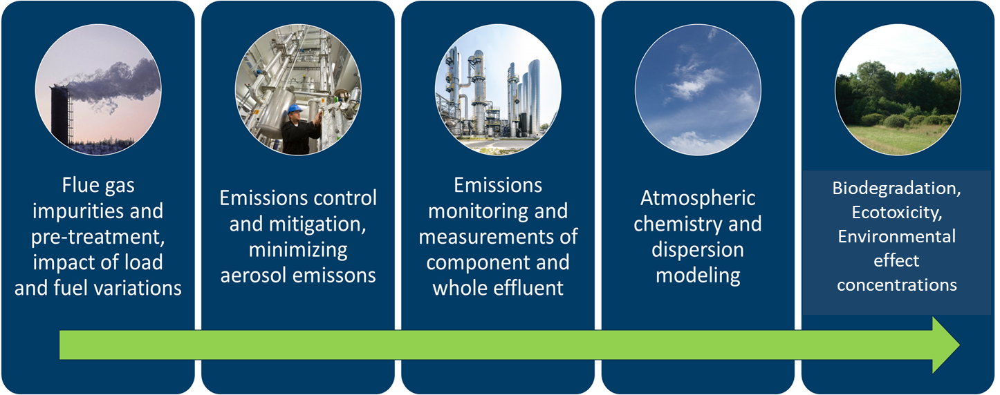 Flue gas
impurities and
pre-treatment,
impact of load
and fuel variations
Emissions control
and mitigation,
minimizing
aerosol emissons
Emissions
monitoring and
measurements of
component and
whole effluent
Atmospheric
chemistry and
dispersion
modeling
Biodegradation,
Ecotoxicity,
Environmental
effect
concentrations